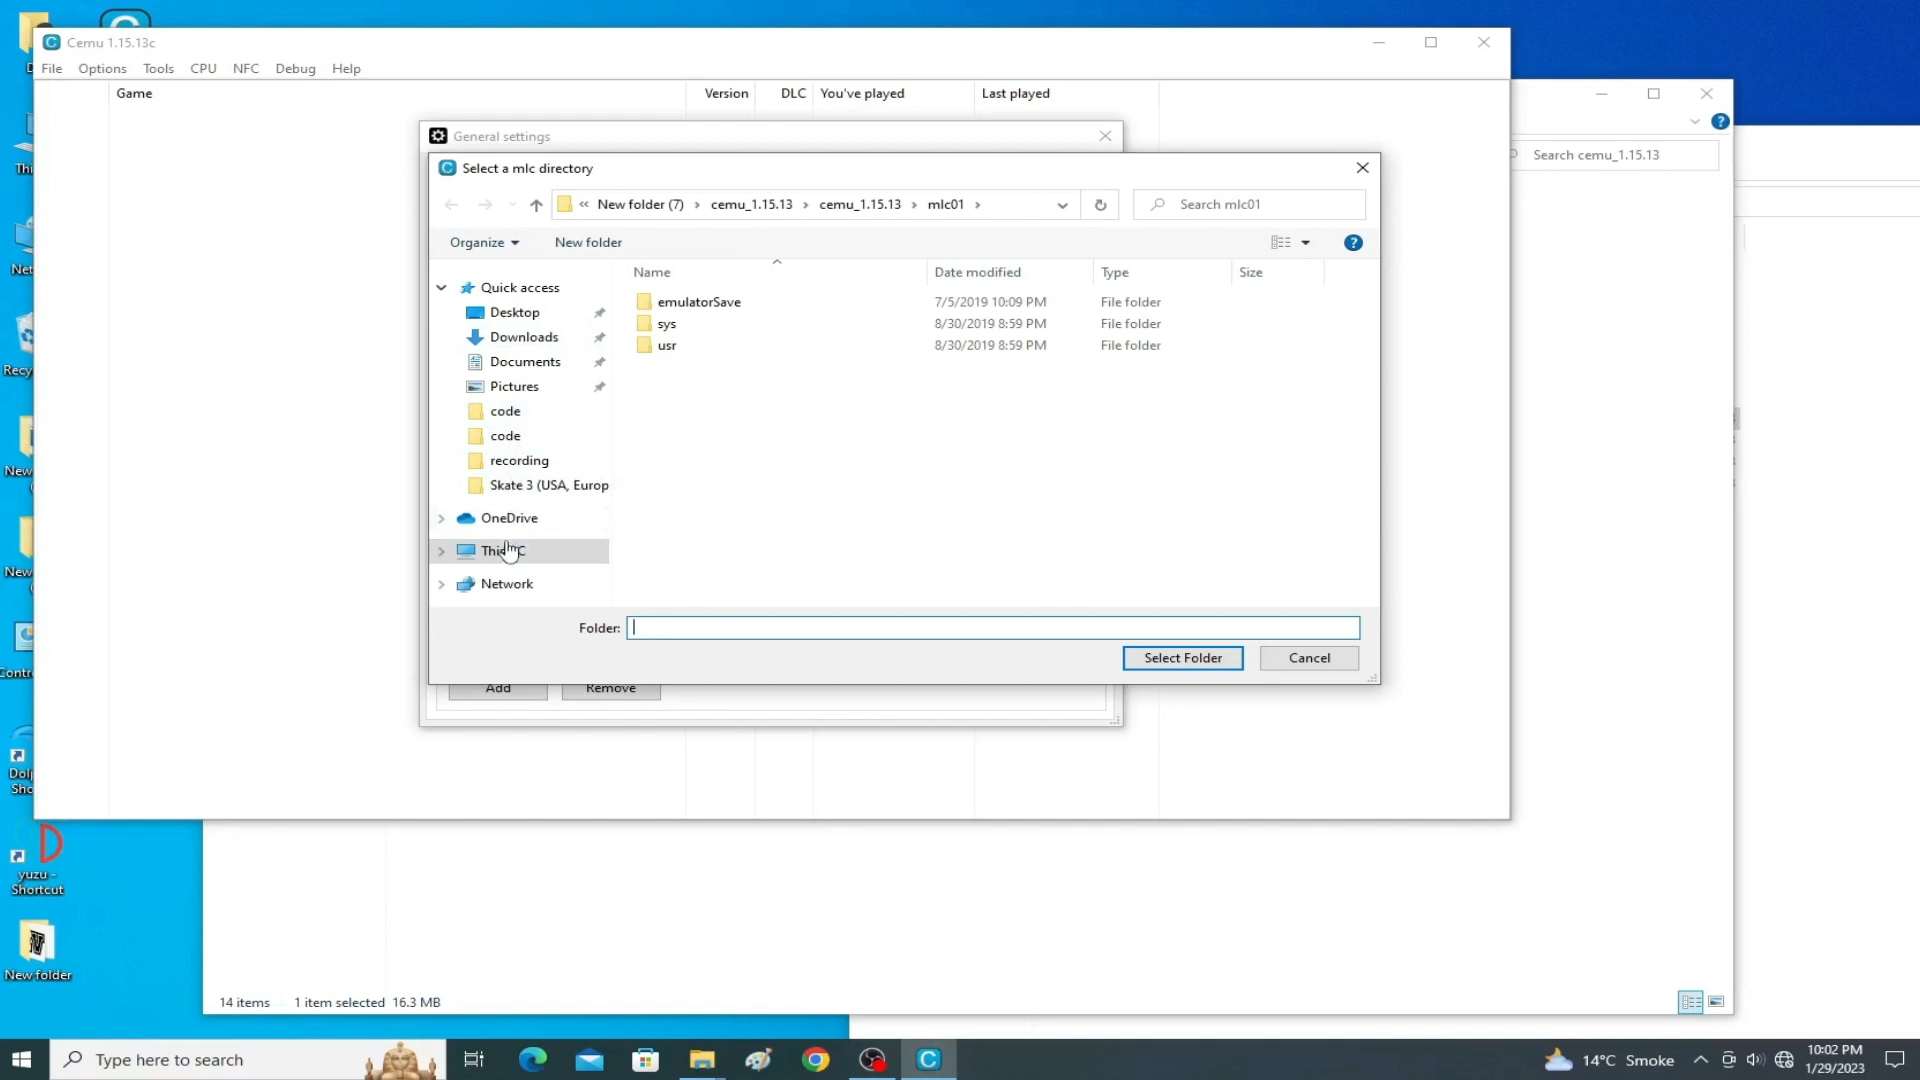 Cemu 1.15.13c
File Options Tools CPU NFC Debug Help
Game Version DLC You've played Last played
General settings
Search cemu_1.15.13
Select a mlc directory
« New folder (7) › cemu_1.15.13 › cemu_1.15.13 › mlc01 ›
Search mlc01
Organize New folder
Name Date modified Type Size
Quick access
Desktop
Downloads
Documents
Pictures
code
code
recording
Skate 3 (USA, Europ
OneDrive
Network
emulatorSave 7/5/2019 10:09 PM File folder
sys 8/30/2019 8:59 PM File folder
usr 8/30/2019 8:59 PM File folder
Folder:
Select Folder Cancel
Add Remove
Thi
Net
Recy
New
New
Contr
Dolp
Sho
yuzu -
Shortcut
New folder
14 items 1 item selected 16.3 MB
Type here to search
14°C Smoke
10:02 PM
1/29/2023